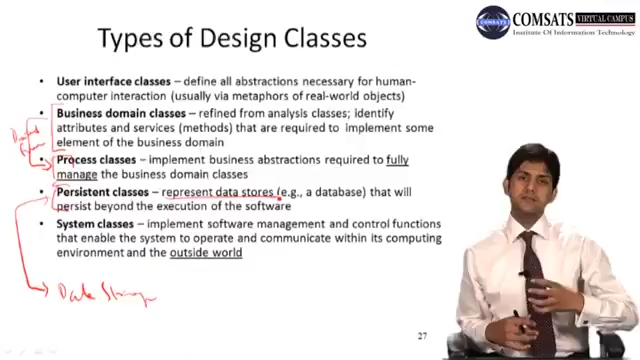 COMSATS VIRTUAL CAMPUS
Institute Of Information Technology
Types of Design Classes
• User interface classes – define all abstractions necessary for human-
computer interaction (usually via metaphors of real-world objects)
• Business domain classes – refined from analysis classes; identify
attributes and services (methods) that are required to implement some
element of the business domain
• Process classes – implement business abstractions required to fully
manage the business domain classes
• Persistent classes – represent data stores (e.g., a database) that will
persist beyond the execution of the software
• System classes – implement software management and control functions
that enable the system to operate and communicate within its computing
environment and the outside world
Data Storage
27